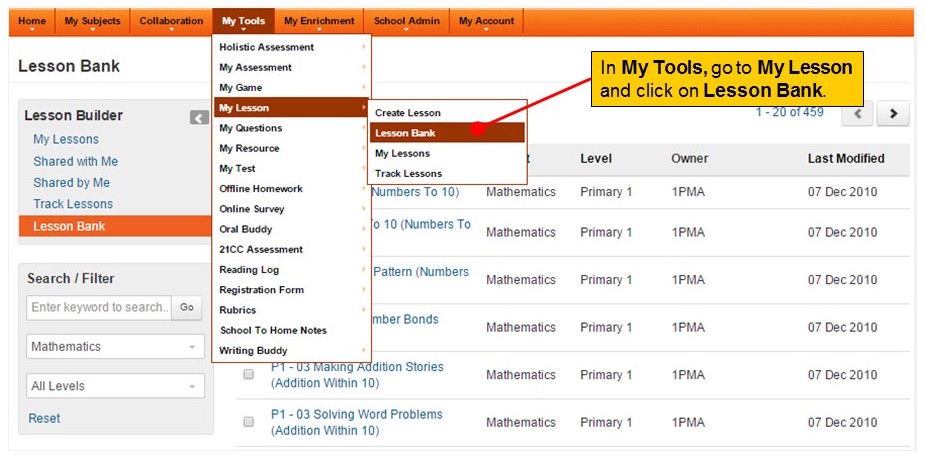 Home My Subjects Collaboration My Tools My Enrichment School Admin My Account
Lesson Bank
Lesson Builder
My Lessons
Shared with Me
Shared by Me
Track Lessons
Lesson Bank
Search / Filter
Enter keyword to search.. Go
Mathematics
All Levels
Reset
Holistic Assessment
My Assessment
My Game
My Lesson
My Questions
My Resource
My Test
Offline Homework
Online Survey
Oral Buddy
21CC Assessment
Reading Log
Registration Form
Rubrics
School To Home Notes
Writing Buddy
Create Lesson
Lesson Bank
My Lessons
Track Lessons
In My Tools, go to My Lesson
and click on Lesson Bank.
1 - 20 of 459
Level Owner Last Modified
(Numbers To 10) Mathematics Primary 1 1PMA 07 Dec 2010
To 10 (Numbers To
Mathematics Primary 1 1PMA 07 Dec 2010
Pattern (Numbers
Mathematics Primary 1 1PMA 07 Dec 2010
Bonds
Mathematics Primary 1 1PMA 07 Dec 2010
P1 - 03 Making Addition Stories
(Addition Within 10)
Mathematics Primary 1 1PMA 07 Dec 2010
P1 - 03 Solving Word Problems
(Addition Within 10)
Mathematics Primary 1 1PMA 07 Dec 2010